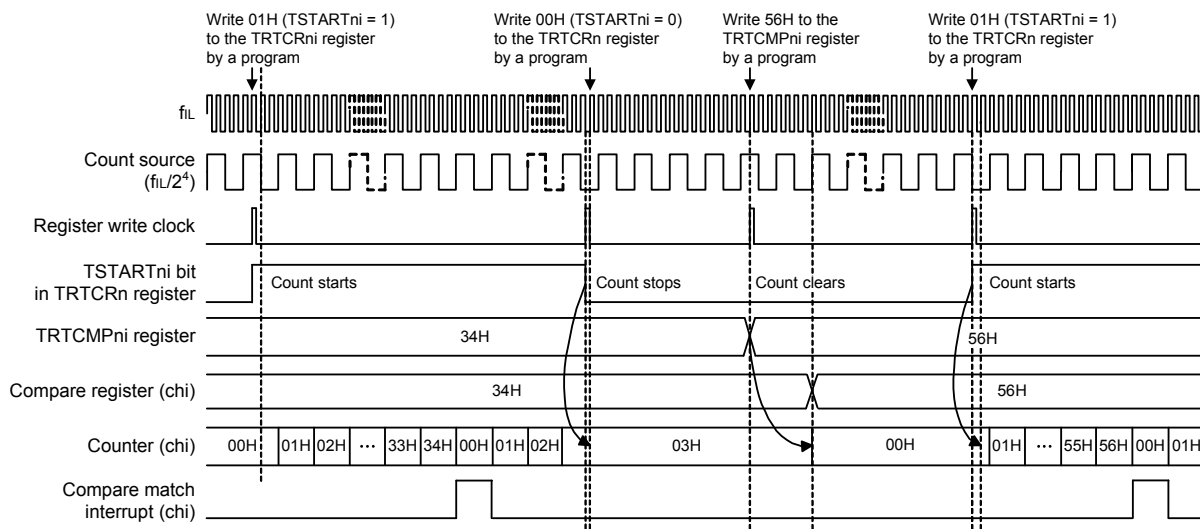 Write 01H (TSTARTni = 1)
to the TRTCRni register
by a program
Write 00H (TSTARTni = 0)
to the TRTCRn register
by a program
Write 56H to the
TRTCMPni register
by a program
Write 01H (TSTARTni = 1)
to the TRTCRn register
by a program
fIL
Count source
(fIL/2⁴)
Register write clock
TSTARTni bit
in TRTCRn register
Count starts
Count stops
Count clears
Count starts
TRTCMPni register
34H
56H
Compare register (chi)
34H
56H
Counter (chi)
00H 01H 02H ... 33H 34H 00H 01H 02H 03H 00H 01H ... 55H 56H 00H 01H
Compare match
interrupt (chi)